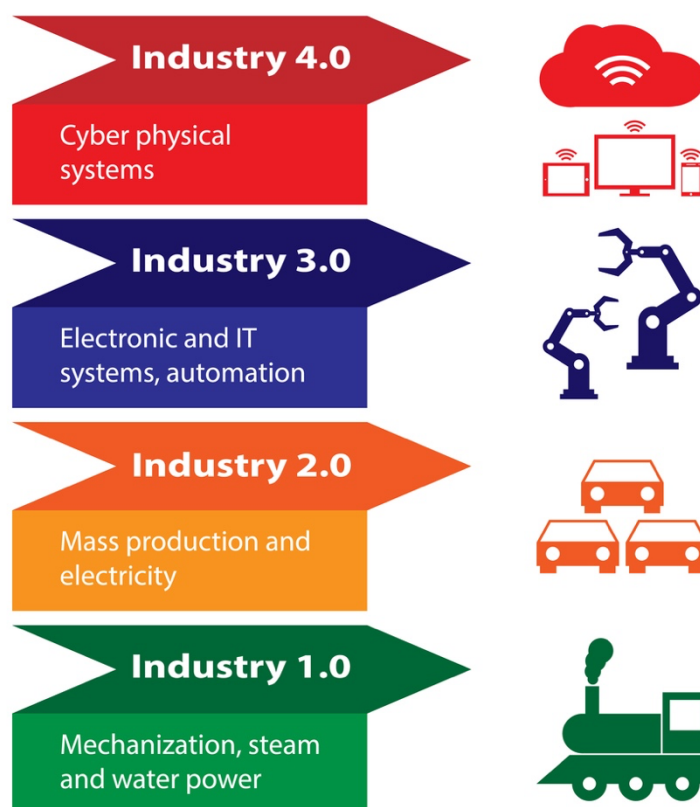 Industry 4.0
Cyber physical
systems
Industry 3.0
Electronic and IT
systems, automation
Industry 2.0
Mass production and
electricity
Industry 1.0
Mechanization, steam
and water power